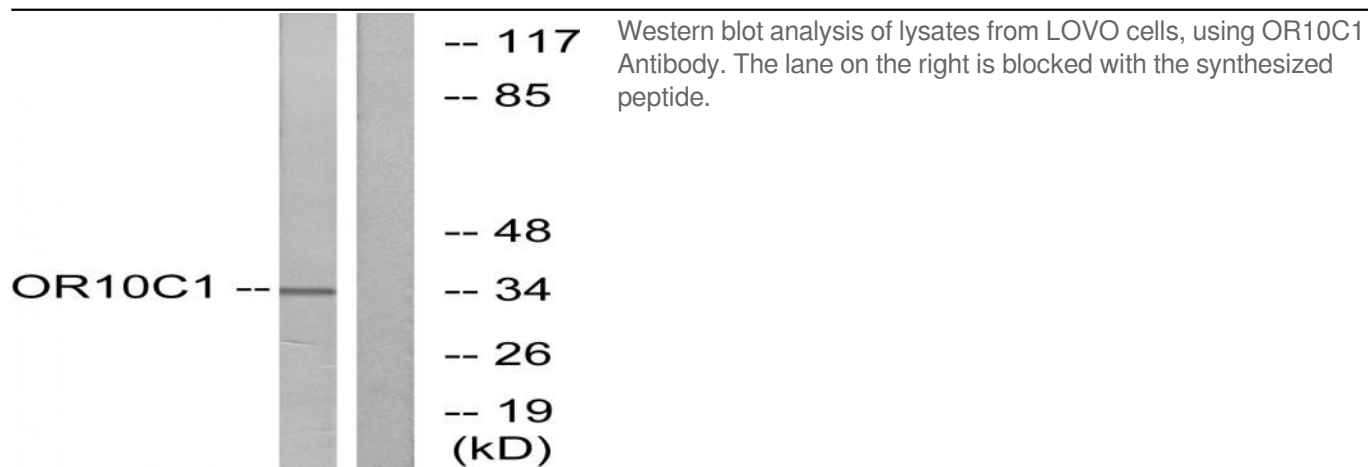 OR10C1 --
-- 117
-- 85
-- 48
-- 34
-- 26
-- 19
(kD)
Western blot analysis of lysates from LOVO cells, using OR10C1
Antibody. The lane on the right is blocked with the synthesized
peptide.